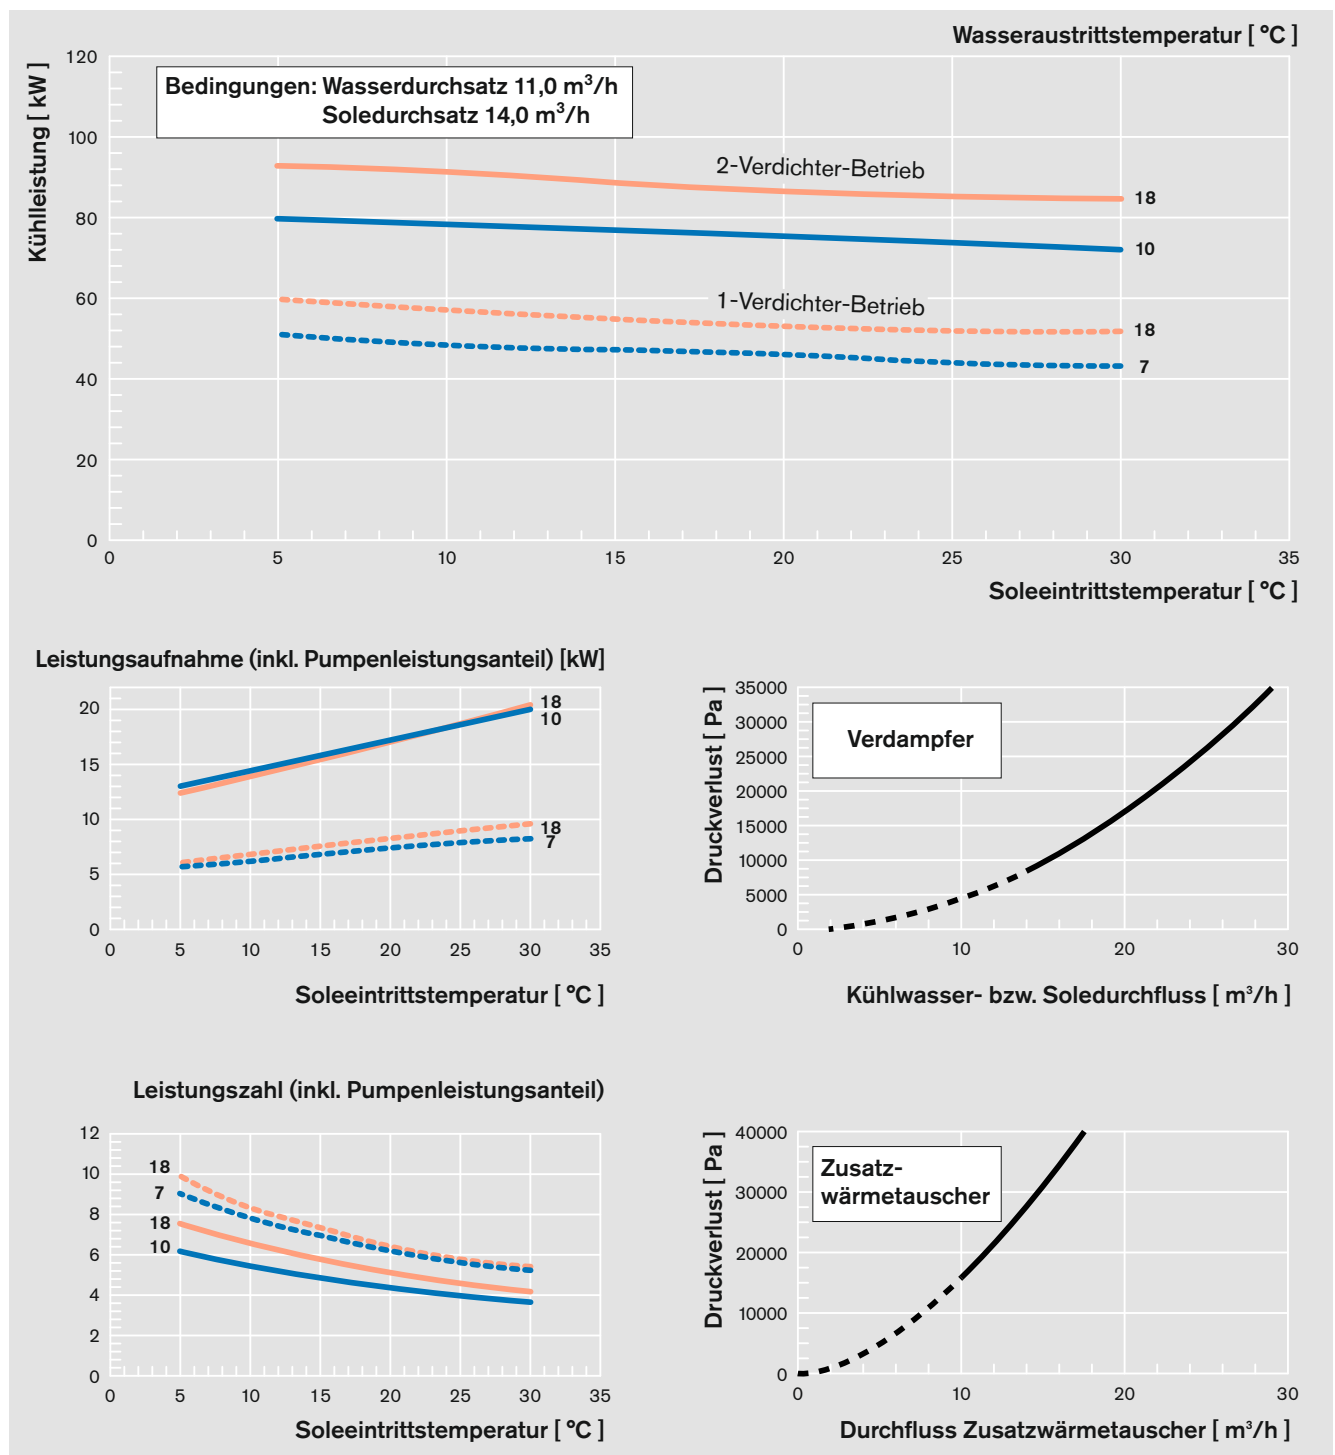 Wasseraustrittstemperatur [ °C ]
Kühlleistung [ kW ]
120
100
80
60
40
20
0
Bedingungen: Wasserdurchsatz 11,0 m³/h
Soledurchsatz 14,0 m³/h
2-Verdichter-Betrieb
18
10
1-Verdichter-Betrieb
18
7
0 5 10 15 20 25 30 35
Soleeintrittstemperatur [ °C ]
Leistungsaufnahme (inkl. Pumpenleistungsanteil) [kW]
20
15
10
5
0
18
10
18
7
0 5 10 15 20 25 30 35
Soleeintrittstemperatur [ °C ]
Druckverlust [ Pa ]
35000
30000
25000
20000
15000
10000
5000
0
Verdampfer
0 10 20 30
Kühlwasser- bzw. Soledurchfluss [ m³/h ]
Leistungszahl (inkl. Pumpenleistungsanteil)
12
10
8
6
4
2
0
18
7
18
10
0 5 10 15 20 25 30 35
Soleeintrittstemperatur [ °C ]
Druckverlust [ Pa ]
40000
30000
20000
10000
0
Zusatz-
wärmetauscher
0 10 20 30
Durchfluss Zusatzwärmetauscher [ m³/h ]